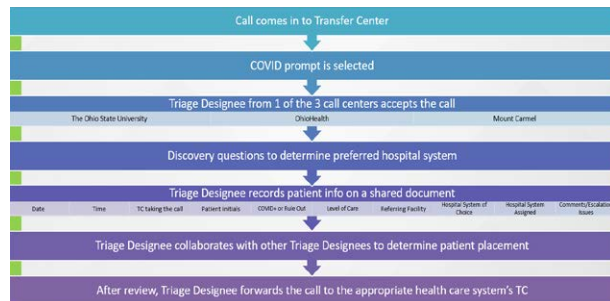 Call comes in to Transfer Center
COVID prompt is selected
Triage Designee from 1 of the 3 call centers accepts the call
The Ohio State University OhioHealth Mount Carmel
Discovery questions to determine preferred hospital system
Triage Designee records patient info on a shared document
Date Time TC taking the call Patient Initials COVID+ or Rule Out Level of Care Referring Facility Hospital System of Choice Hospital System Assigned Comments/Escalation Issues
Triage Designee collaborates with other Triage Designees to determine patient placement
After review, Triage Designee forwards the call to the appropriate health care system's TC